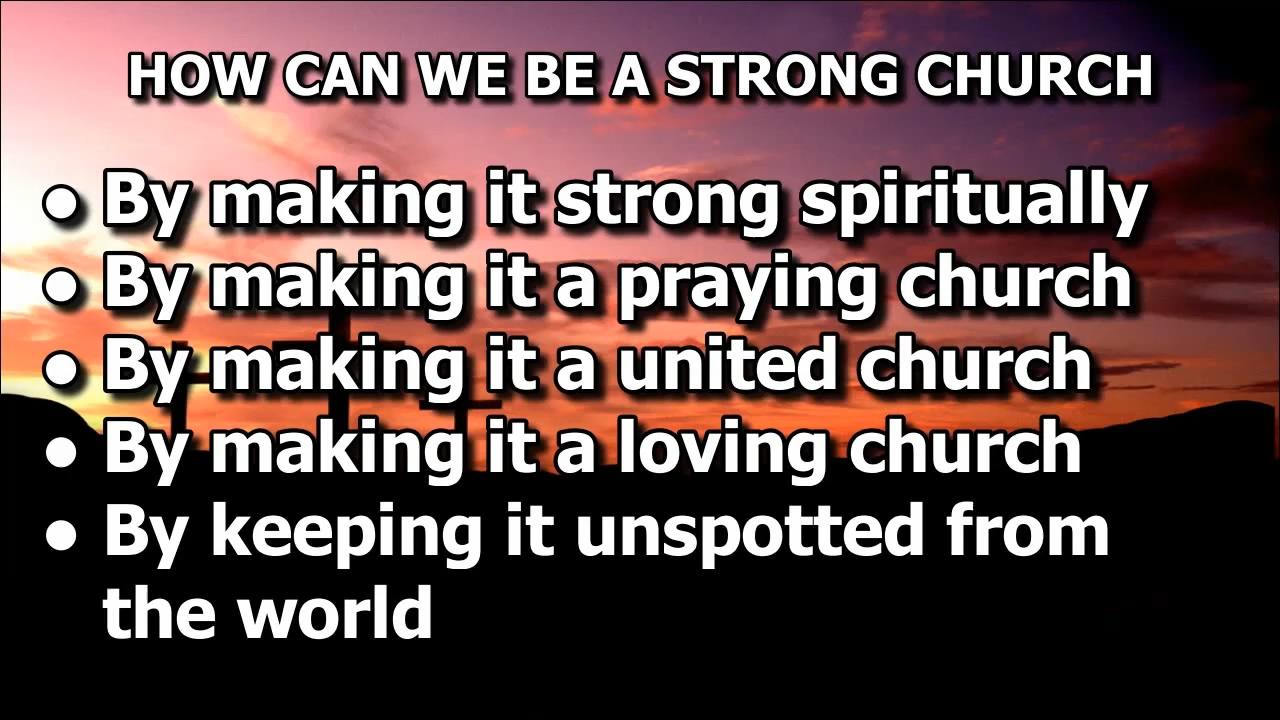 HOW CAN WE BE A STRONG CHURCH
● By making it strong spiritually
● By making it a praying church
● By making it a united church
● By making it a loving church
● By keeping it unspotted from
the world